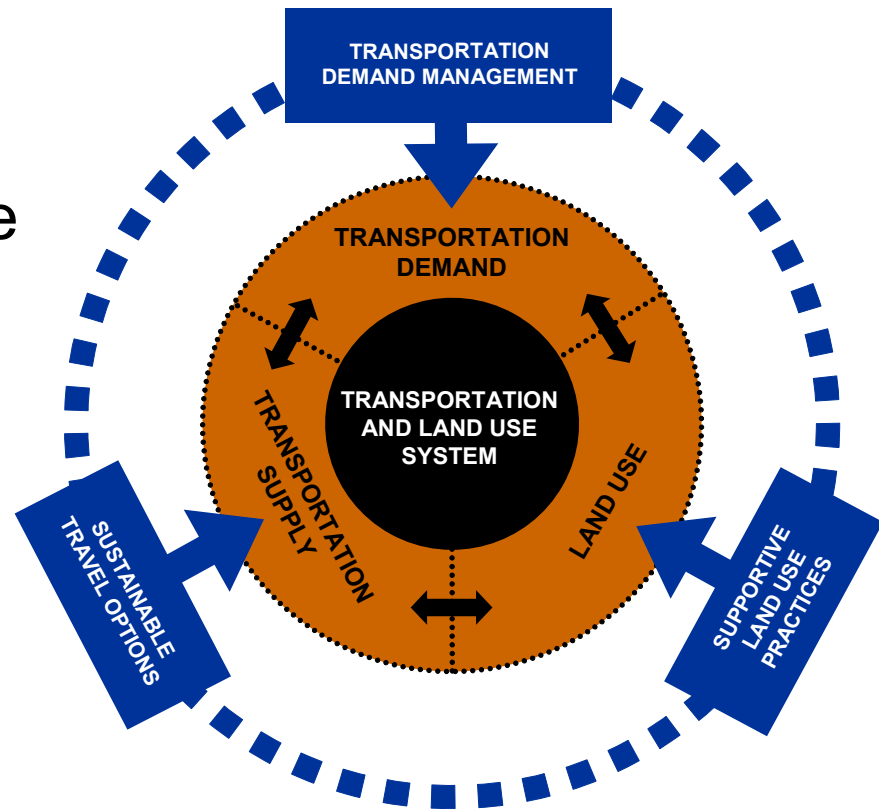 TRANSPORTATION
DEMAND MANAGEMENT
e
TRANSPORTATION
DEMAND
TRANSPORTATION
AND LAND USE
SYSTEM
TRANSPORTATION
SUPPLY
LAND USE
SUSTAINABLE
TRAVEL OPTIONS
SUPPORTIVE
LAND USE
PRACTICES